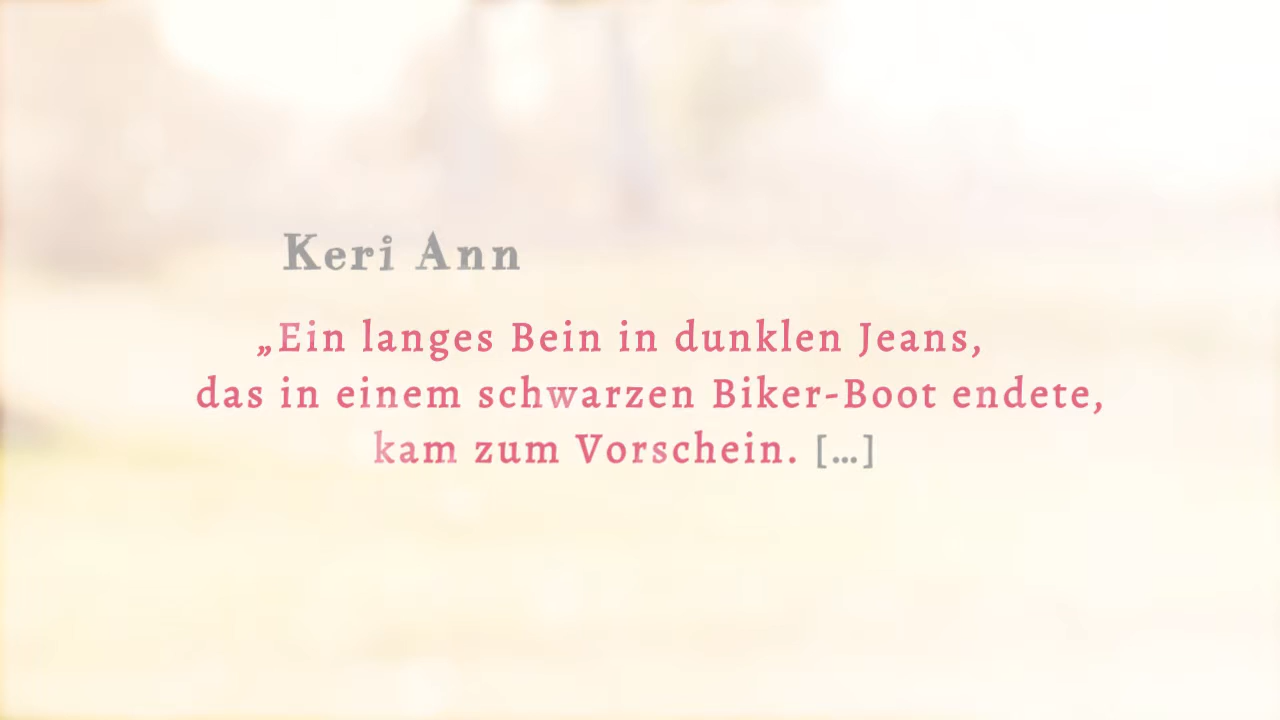 Keri Ann
„Ein langes Bein in dunklen Jeans,
das in einem schwarzen Biker-Boot endete,
kam zum Vorschein. […]